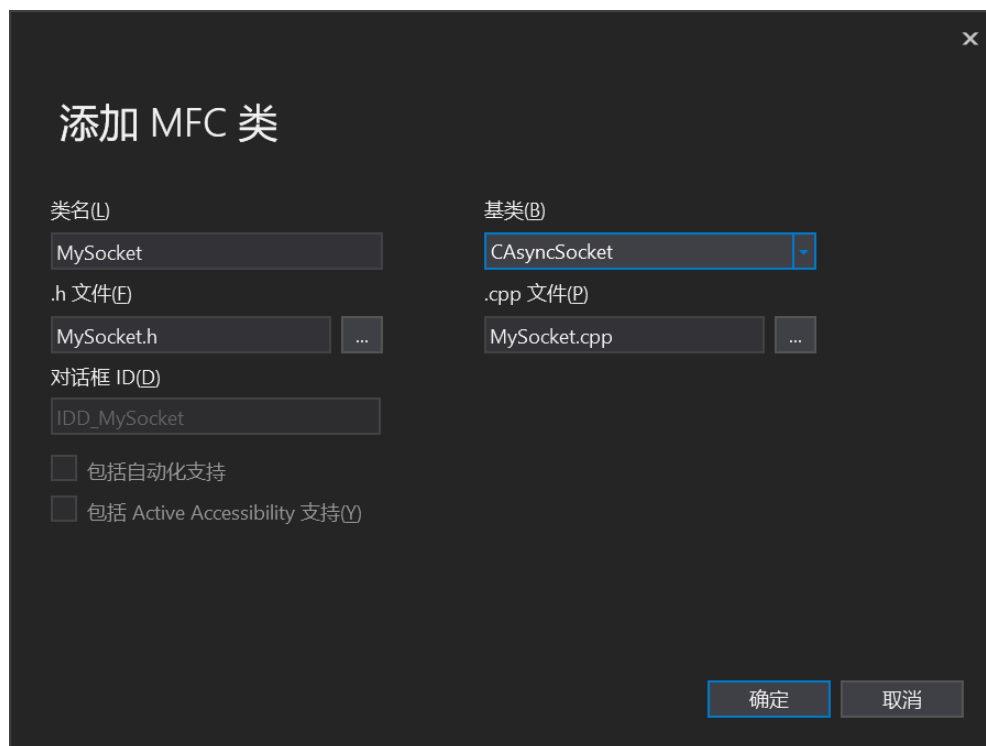 添加 MFC 类
类名(L) 基类(B)
MySocket CAsyncSocket
.h 文件(F) .cpp 文件(P)
MySocket.h ... MySocket.cpp ...
对话框 ID(D)
IDD_MySocket
包括自动化支持
包括 Active Accessibility 支持(Y)
确定 取消